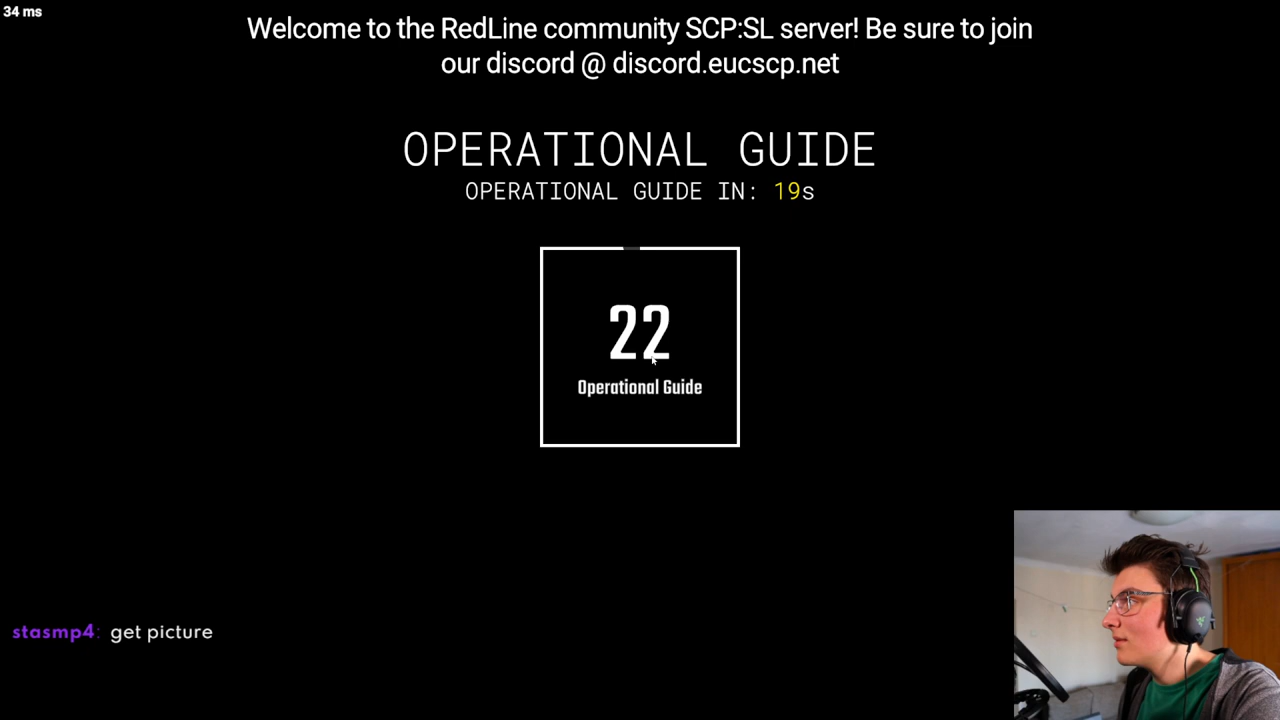 34 ms
Welcome to the RedLine community SCP:SL server! Be sure to join
our discord @ discord.eucscp.net
OPERATIONAL GUIDE
OPERATIONAL GUIDE IN: 19s
22
Operational Guide
stasmp4: get picture